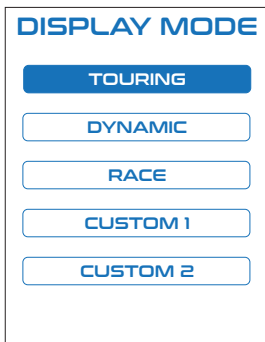 DISPLAY MODE
TOURING
DYNAMIC
RACE
CUSTOM 1
CUSTOM 2